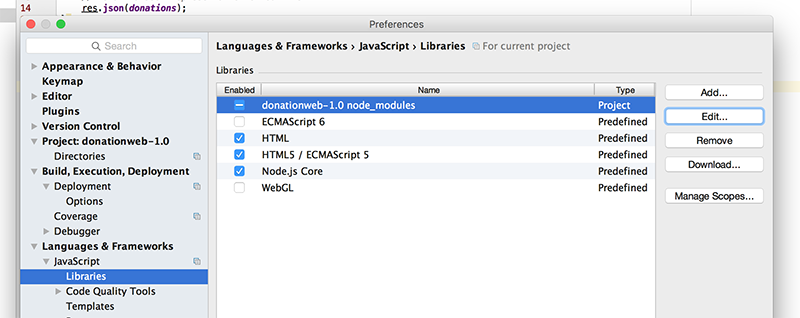 14
res.json(donations);
Preferences
Search
Languages & Frameworks › JavaScript › Libraries For current project
Appearance & Behavior
Keymap
Editor
Plugins
Version Control
Project: donationweb-1.0
Directories
Build, Execution, Deployment
Deployment
Options
Coverage
Debugger
Languages & Frameworks
JavaScript
Libraries
Code Quality Tools
Templates
Libraries
Enabled Name Type
donationweb-1.0 node_modules Project
ECMAScript 6 Predefined
HTML Predefined
HTML5 / ECMAScript 5 Predefined
Node.js Core Predefined
WebGL Predefined
Add...
Edit...
Remove
Download...
Manage Scopes...